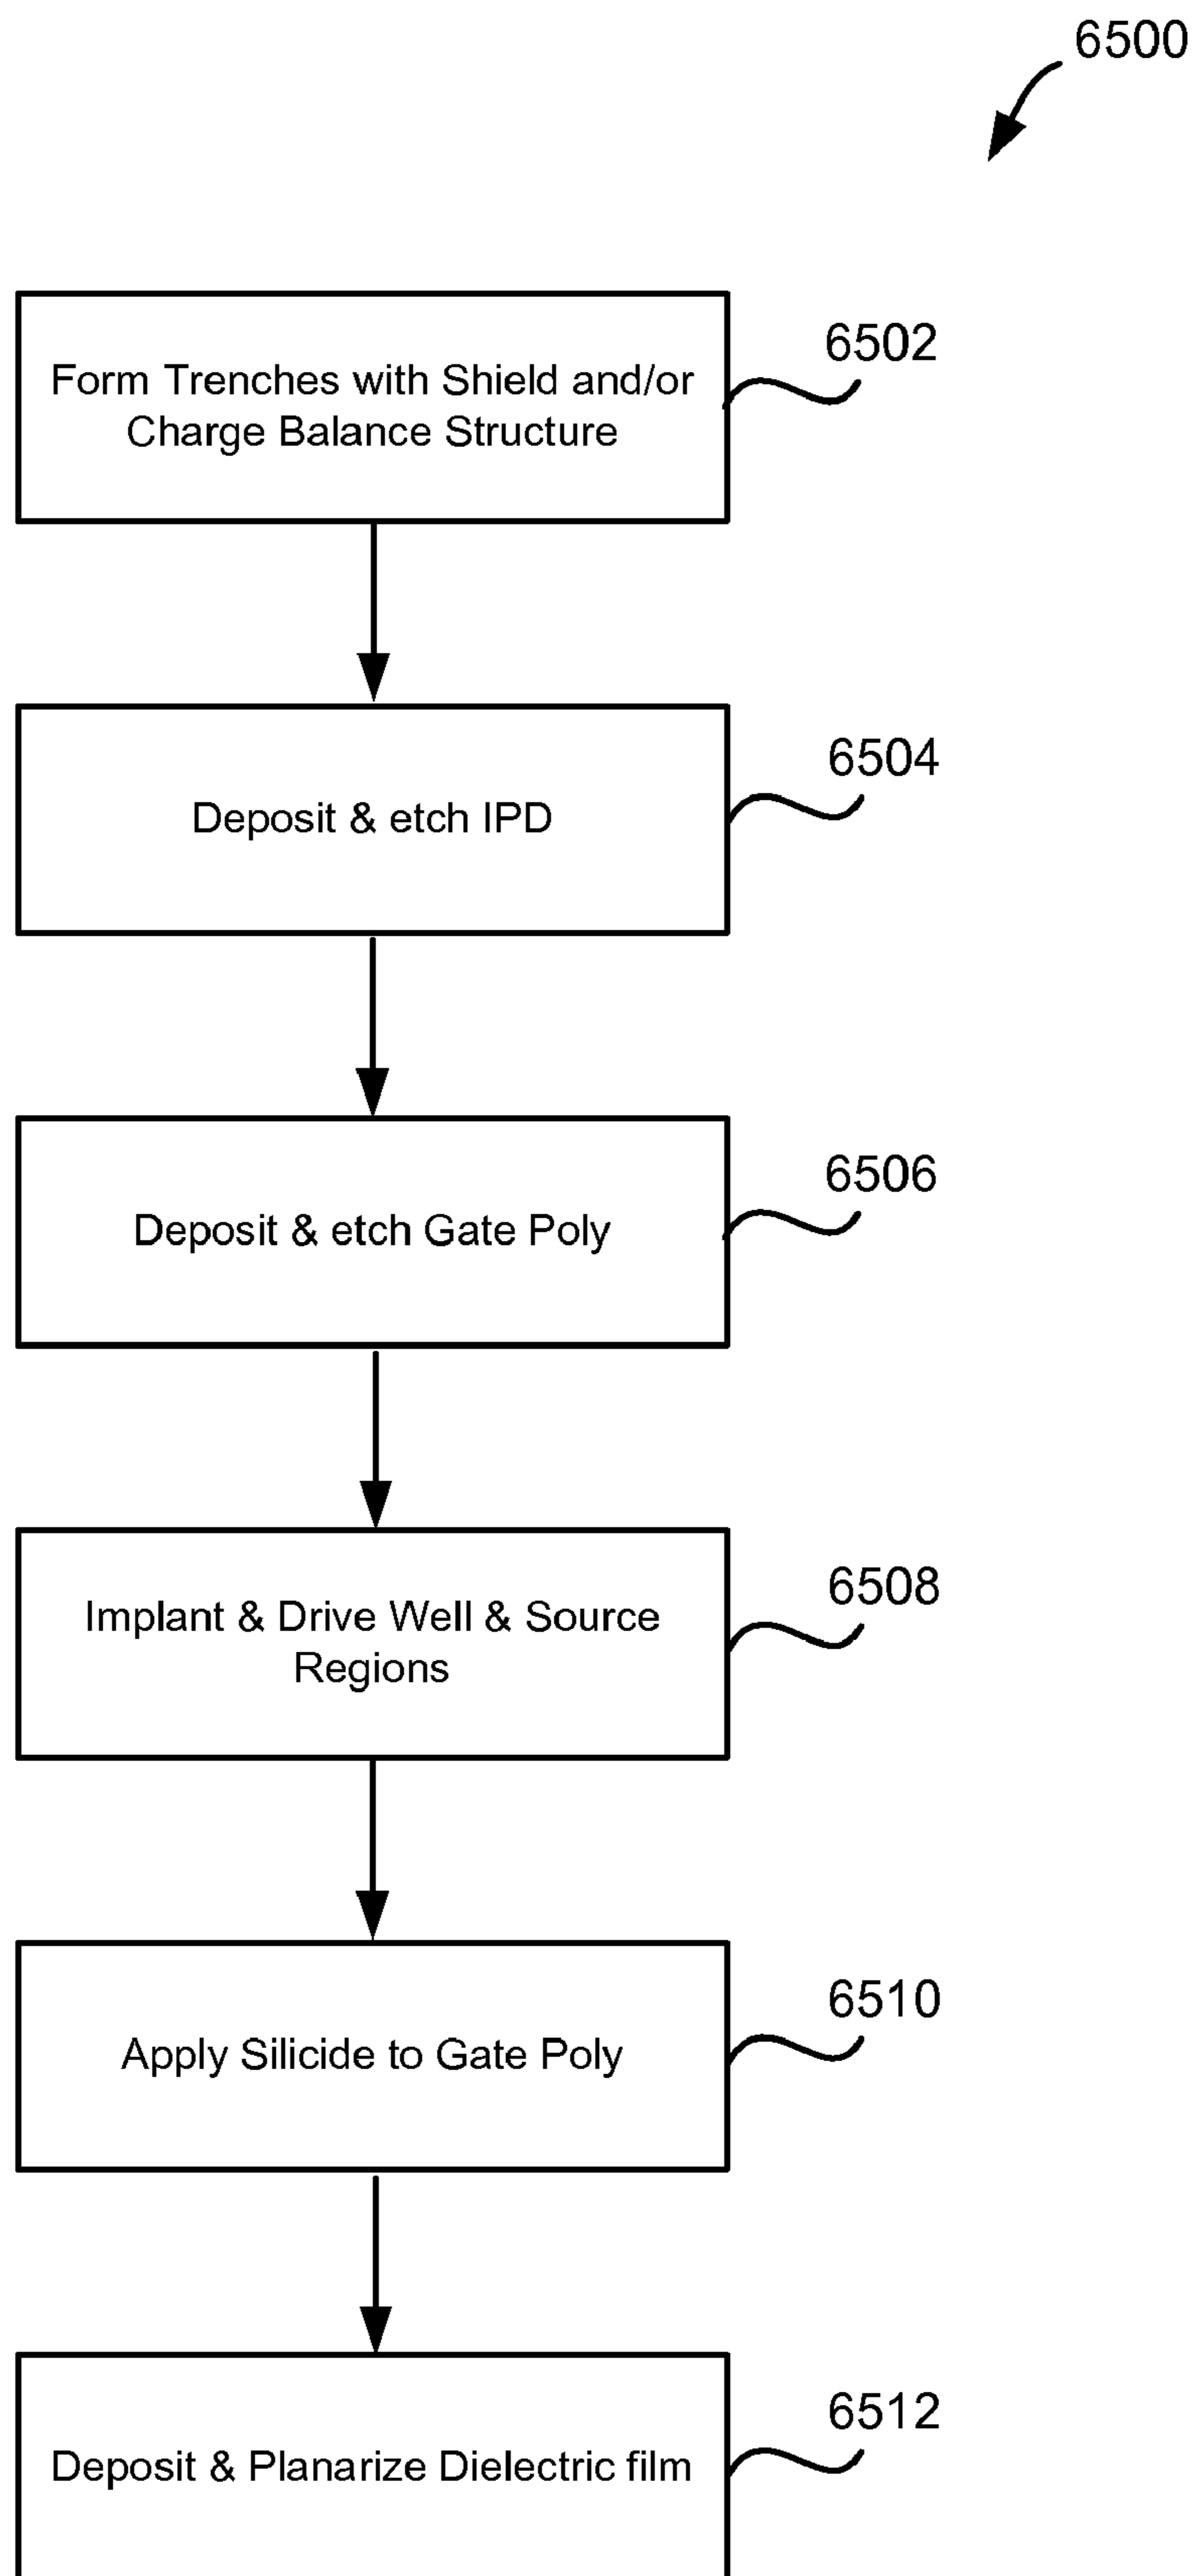 6500
Form Trenches with Shield and/or
Charge Balance Structure
6502
Deposit & etch IPD
6504
Deposit & etch Gate Poly
6506
Implant & Drive Well & Source
Regions
6508
Apply Silicide to Gate Poly
6510
Deposit & Planarize Dielectric film
6512